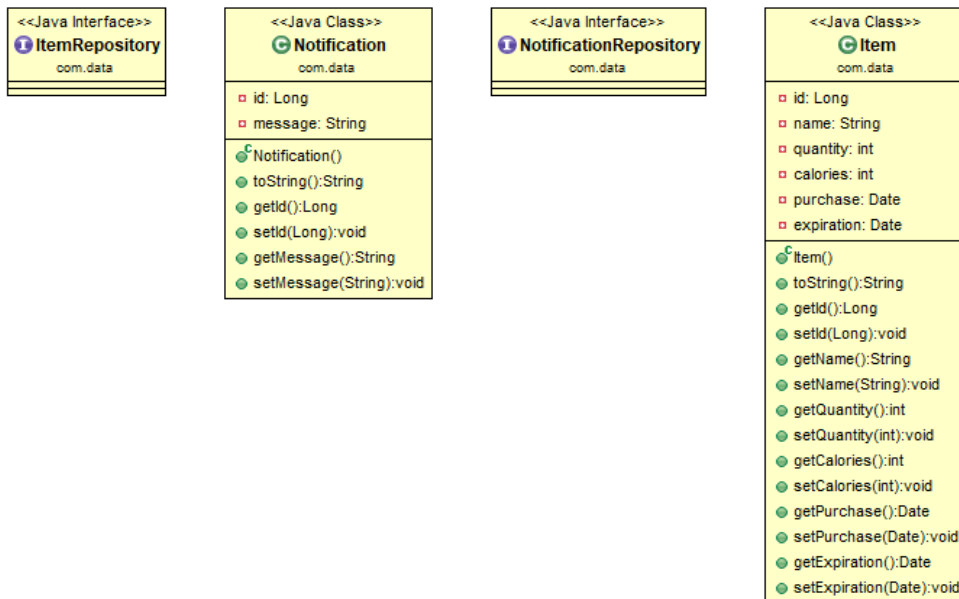 <<Java Interface>>
ItemRepository
com.data
<<Java Class>>
Notification
com.data
id: Long
message: String
Notification()
toString():String
getId():Long
setId(Long):void
getMessage():String
setMessage(String):void
<<Java Interface>>
NotificationRepository
com.data
<<Java Class>>
Item
com.data
id: Long
name: String
quantity: int
calories: int
purchase: Date
expiration: Date
Item()
toString():String
getId():Long
setId(Long):void
getName():String
setName(String):void
getQuantity():int
setQuantity(int):void
getCalories():int
setCalories(int):void
getPurchase():Date
setPurchase(Date):void
getExpiration():Date
setExpiration(Date):void